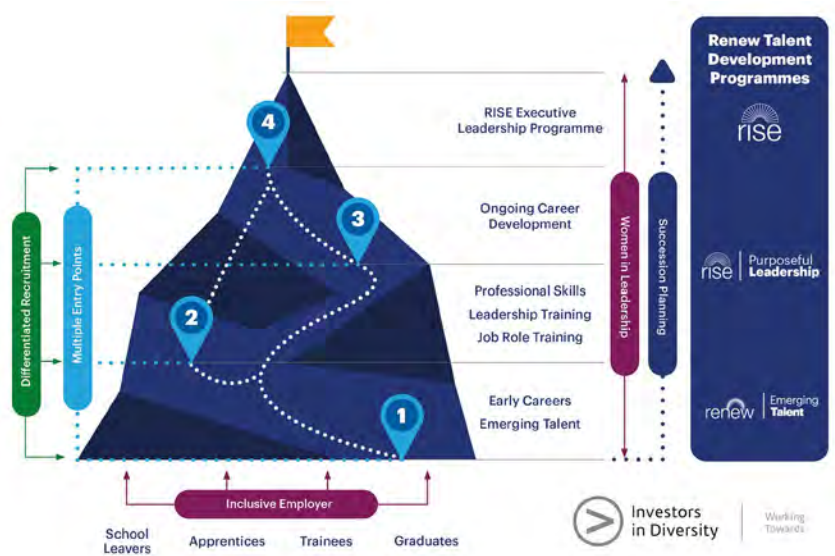 Renew Talent
Development
Programmes
rise
rise
Purposeful
Leadership
renew
Emerging
Talent
4
3
2
1
RISE Executive
Leadership Programme
Ongoing Career
Development
Professional Skills
Leadership Training
Job Role Training
Early Careers
Emerging Talent
Differentiated Recruitment
Multiple Entry Points
Women in Leadership
Succession Planning
Inclusive Employer
School
Leavers
Apprentices
Trainees
Graduates
Investors
in Diversity
Working
Towards